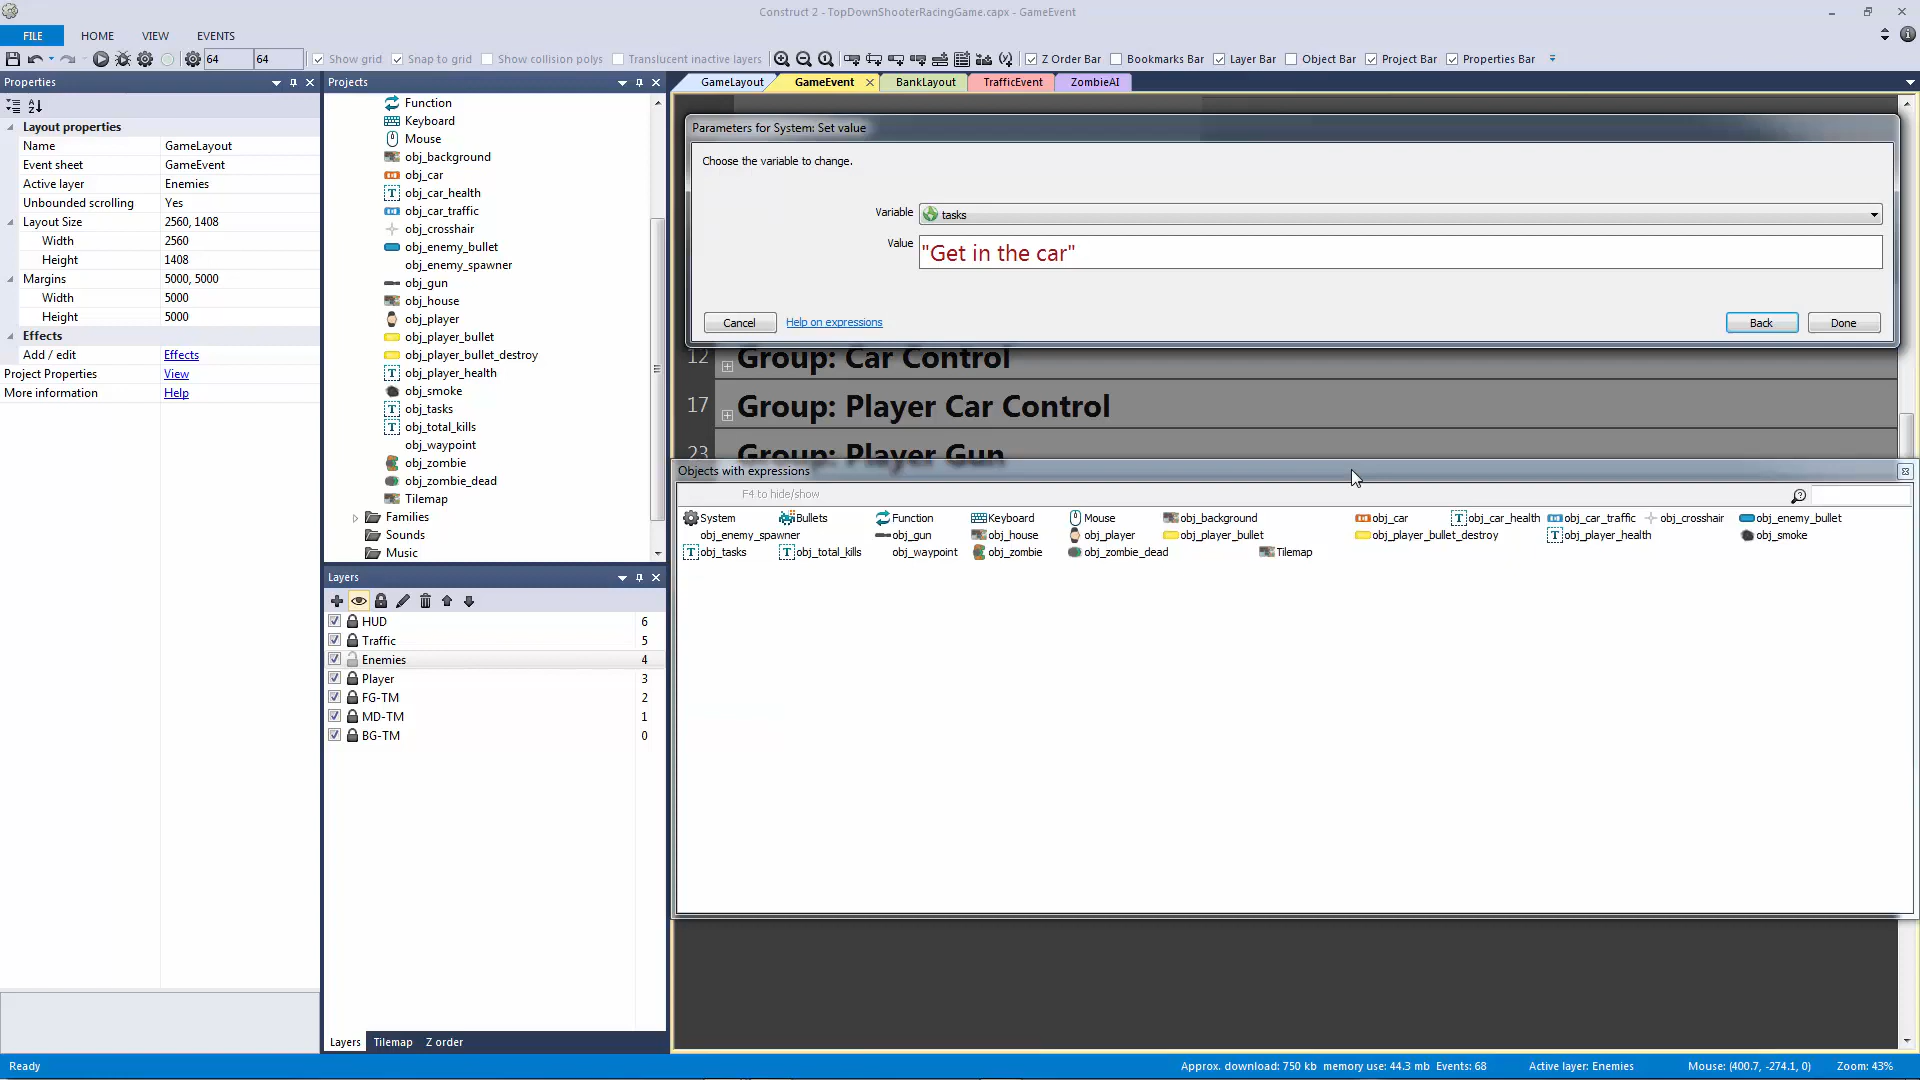 Construct 2 - TopDownShooterRacingGame.capx - GameEvent
FILE HOME VIEW EVENTS
64 64 Show grid Snap to grid Show collision polys Translucent inactive layers Z Order Bar Bookmarks Bar Layer Bar Object Bar Project Bar Properties Bar
Properties
Layout properties
Name GameLayout
Event sheet GameEvent
Active layer Enemies
Unbounded scrolling Yes
Layout Size 2560, 1408
Width 2560
Height 1408
Margins 5000, 5000
Width 5000
Height 5000
Effects
Add / edit Effects
Project Properties View
More information Help
Projects
Function
Keyboard
Mouse
obj_background
obj_car
obj_car_health
obj_car_traffic
obj_crosshair
obj_enemy_bullet
obj_enemy_spawner
obj_gun
obj_house
obj_player
obj_player_bullet
obj_player_bullet_destroy
obj_player_health
obj_smoke
obj_tasks
obj_total_kills
obj_waypoint
obj_zombie
obj_zombie_dead
Tilemap
Families
Sounds
Music
Layers
HUD 6
Traffic 5
Enemies 4
Player 3
FG-TM 2
MD-TM 1
BG-TM 0
Layers Tilemap Z order
GameLayout GameEvent BankLayout TrafficEvent ZombieAI
Parameters for System: Set value
Choose the variable to change.
Variable tasks
Value "Get in the car"
Cancel Help on expressions Back Done
12 Group: Car Control
17 Group: Player Car Control
23 Group: Player Gun
Objects with expressions
F4 to hide/show
System Bullets Function Keyboard Mouse obj_background obj_car obj_car_health obj_car_traffic obj_crosshair obj_enemy_bullet
obj_enemy_spawner obj_gun obj_house obj_player obj_player_bullet obj_player_bullet_destroy obj_player_health obj_smoke
obj_tasks obj_total_kills obj_waypoint obj_zombie obj_zombie_dead Tilemap
Ready Approx. download: 750 kb memory use: 44.3 mb Events: 68 Active layer: Enemies Mouse: (400.7, -274.1, 0) Zoom: 43%